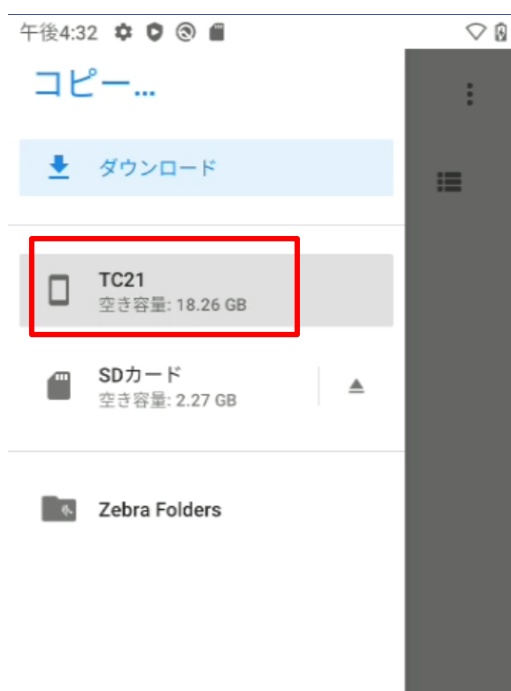 午後4:32
コピー...
ダウンロード
TC21
空き容量: 18.26 GB
SDカード
空き容量: 2.27 GB
Zebra Folders